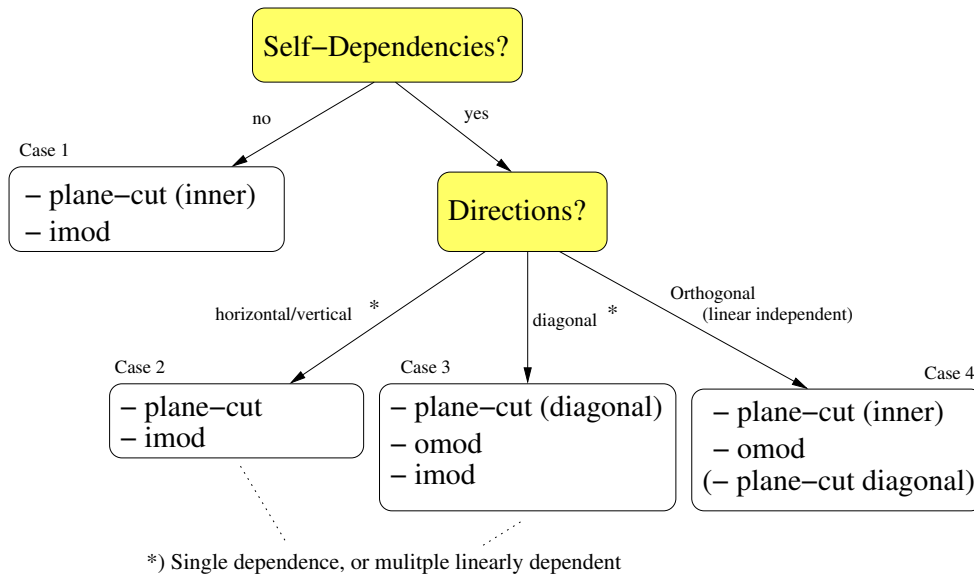 Self−Dependencies?
no
yes
Case 1
− plane−cut (inner)
− imod
Directions?
horizontal/vertical *
diagonal *
Orthogonal
(linear independent)
Case 2
− plane−cut
− imod
Case 3
− plane−cut (diagonal)
− omod
− imod
Case 4
− plane−cut (inner)
− omod
(− plane−cut diagonal)
*) Single dependence, or mulitple linearly dependent